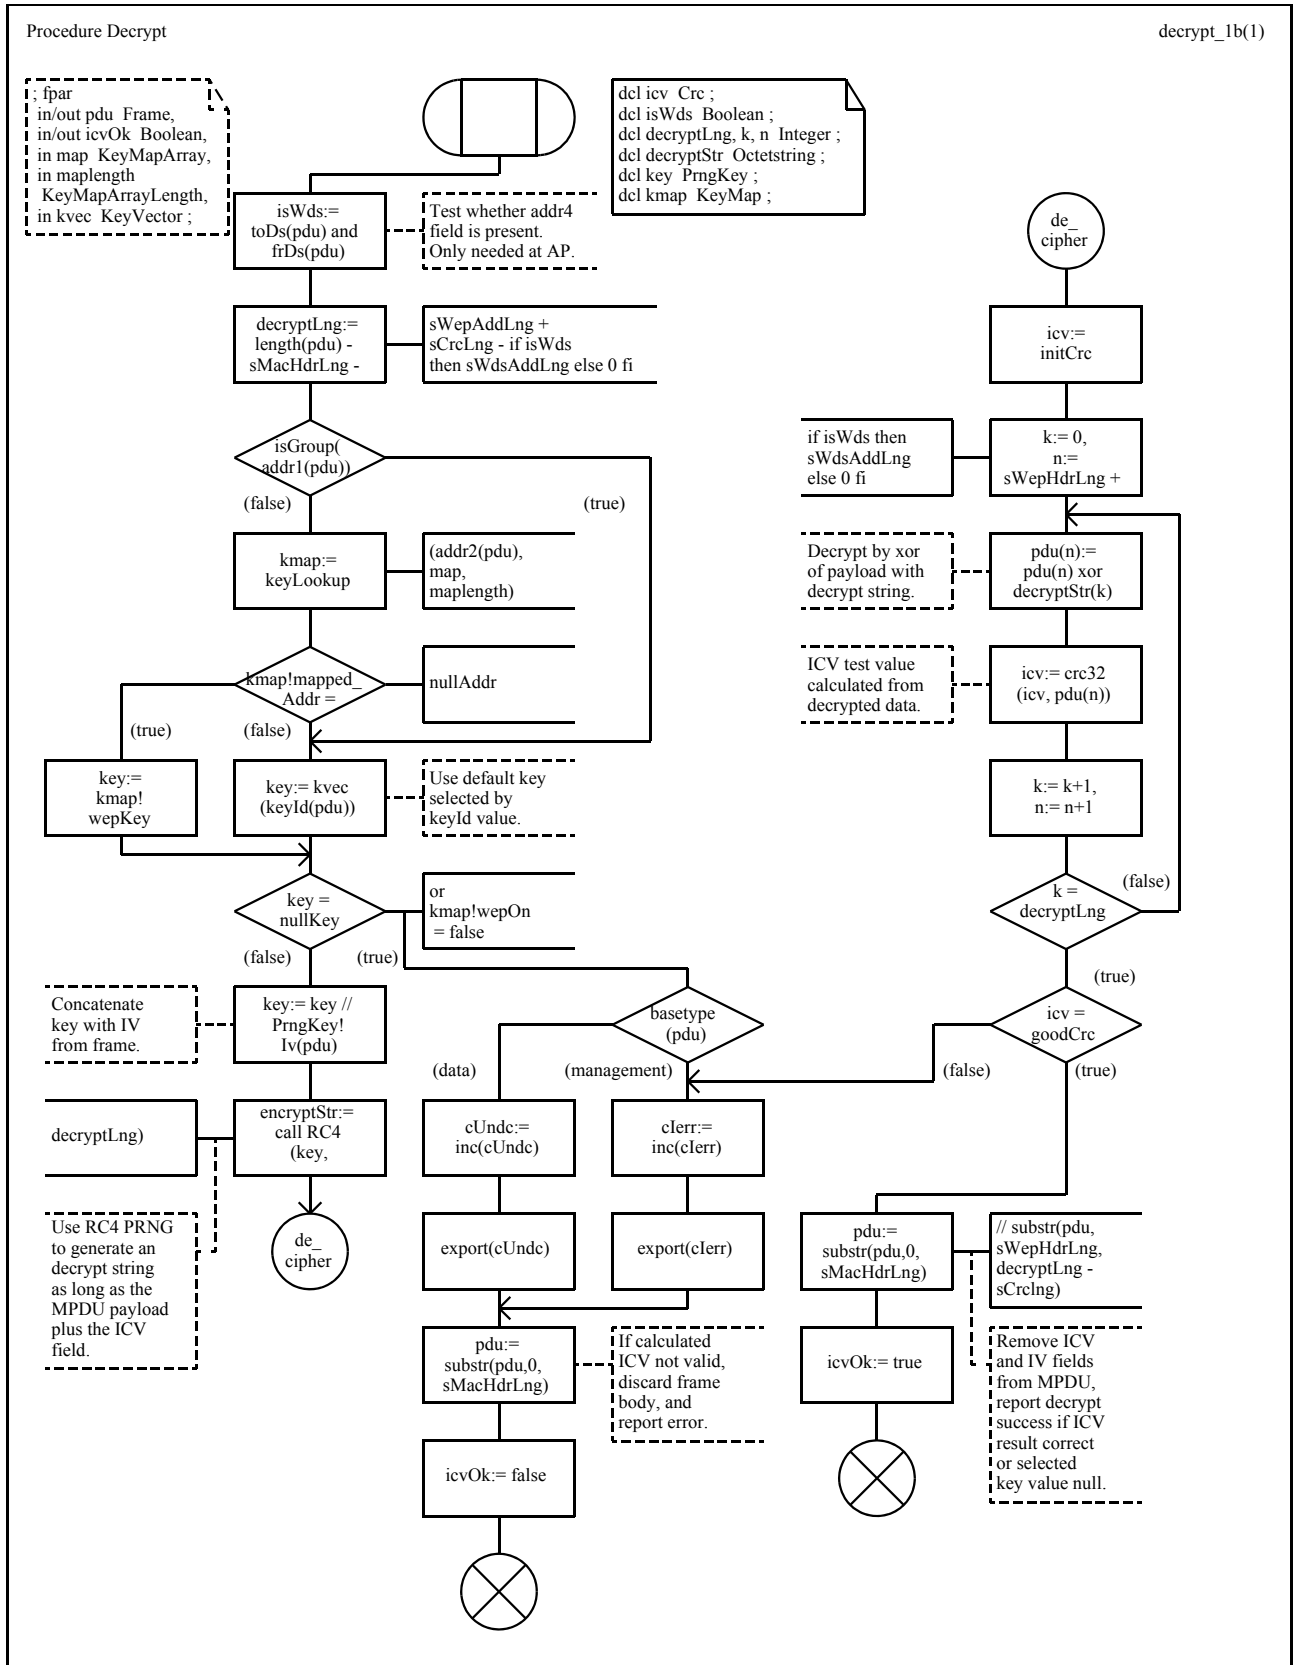 Procedure Decrypt
decrypt_1b(1)
; fpar
in/out pdu Frame,
in/out icvOk Boolean,
in map KeyMapArray,
in maplength
KeyMapArrayLength,
in kvec KeyVector ;
dcl icv Crc ;
dcl isWds Boolean ;
dcl decryptLng, k, n Integer ;
dcl decryptStr Octetstring ;
dcl key PrngKey ;
dcl kmap KeyMap ;
isWds:=
toDs(pdu) and
frDs(pdu)
Test whether addr4
field is present.
Only needed at AP.
decryptLng:=
length(pdu) -
sMacHdrLng -
sWepAddLng +
sCrcLng - if isWds
then sWdsAddLng else 0 fi
isGroup(
addr1(pdu))
(false)
(true)
kmap:=
keyLookup
(addr2(pdu),
map,
maplength)
kmap!mapped_
Addr =
nullAddr
(true)
(false)
key:=
kmap!
wepKey
key:= kvec
(keyId(pdu))
Use default key
selected by
keyId value.
key =
nullKey
or
kmap!wepOn
= false
(false)
(true)
Concatenate
key with IV
from frame.
key:= key //
PrngKey!
Iv(pdu)
decryptLng)
encryptStr:=
call RC4
(key,
Use RC4 PRNG
to generate an
decrypt string
as long as the
MPDU payload
plus the ICV
field.
de_
cipher
basetype
(pdu)
(data)
(management)
cUndc:=
inc(cUndc)
cIerr:=
inc(cIerr)
export(cUndc)
export(cIerr)
pdu:=
substr(pdu,0,
sMacHdrLng)
If calculated
ICV not valid,
discard frame
body, and
report error.
icvOk:= false
de_
cipher
icv:=
initCrc
if isWds then
sWdsAddLng
else 0 fi
k:= 0,
n:=
sWepHdrLng +
Decrypt by xor
of payload with
decrypt string.
pdu(n):=
pdu(n) xor
decryptStr(k)
ICV test value
calculated from
decrypted data.
icv:= crc32
(icv, pdu(n))
k:= k+1,
n:= n+1
k =
decryptLng
(false)
(true)
icv =
goodCrc
(false)
(true)
pdu:=
substr(pdu,0,
sMacHdrLng)
// substr(pdu,
sWepHdrLng,
decryptLng -
sCrclng)
icvOk:= true
Remove ICV
and IV fields
from MPDU,
report decrypt
success if ICV
result correct
or selected
key value null.